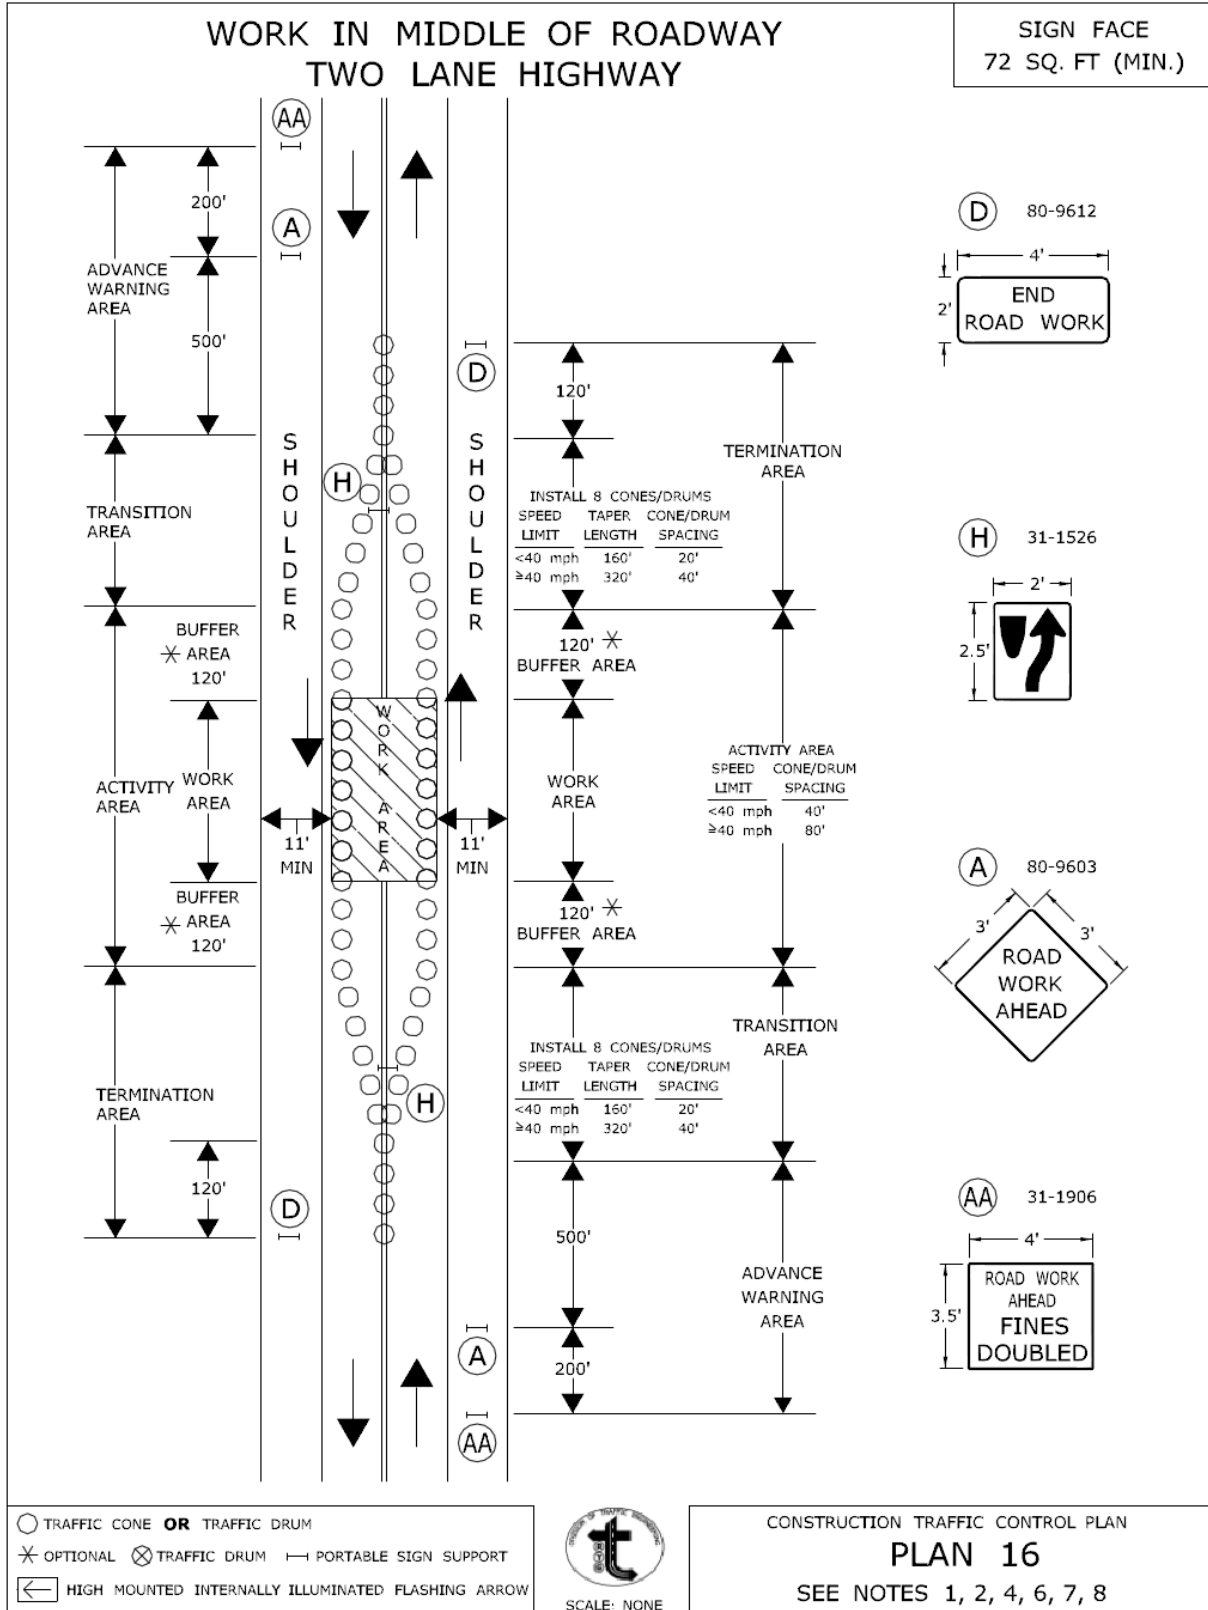 WORK IN MIDDLE OF ROADWAY
TWO LANE HIGHWAY
SIGN FACE
72 SQ. FT (MIN.)
AA
200'
A
ADVANCE
WARNING
AREA
500'
D
120'
SHOULDER
SHOULDER
H
TERMINATION
AREA
TRANSITION
AREA
INSTALL 8 CONES/DRUMS
SPEED TAPER CONE/DRUM
LIMIT LENGTH SPACING
<40 mph 160' 20'
≥40 mph 320' 40'
BUFFER
* AREA
120'
120' *
BUFFER AREA
WORK AREA
ACTIVITY
AREA
WORK
AREA
WORK
AREA
ACTIVITY AREA
SPEED CONE/DRUM
LIMIT SPACING
<40 mph 40'
≥40 mph 80'
11'
MIN
11'
MIN
BUFFER
* AREA
120'
120' *
BUFFER AREA
TRANSITION
AREA
INSTALL 8 CONES/DRUMS
SPEED TAPER CONE/DRUM
LIMIT LENGTH SPACING
<40 mph 160' 20'
≥40 mph 320' 40'
TERMINATION
AREA
H
120'
D
500'
ADVANCE
WARNING
AREA
A
200'
AA
D 80-9612
4'
2'
END
ROAD WORK
H 31-1526
2'
2.5'
A 80-9603
3' 3'
ROAD
WORK
AHEAD
AA 31-1906
4'
3.5'
ROAD WORK
AHEAD
FINES
DOUBLED
TRAFFIC CONE OR TRAFFIC DRUM
* OPTIONAL TRAFFIC DRUM PORTABLE SIGN SUPPORT
HIGH MOUNTED INTERNALLY ILLUMINATED FLASHING ARROW
DIVISION OF TRAFFIC ENGINEERING
t
SCALE: NONE
CONSTRUCTION TRAFFIC CONTROL PLAN
PLAN 16
SEE NOTES 1, 2, 4, 6, 7, 8